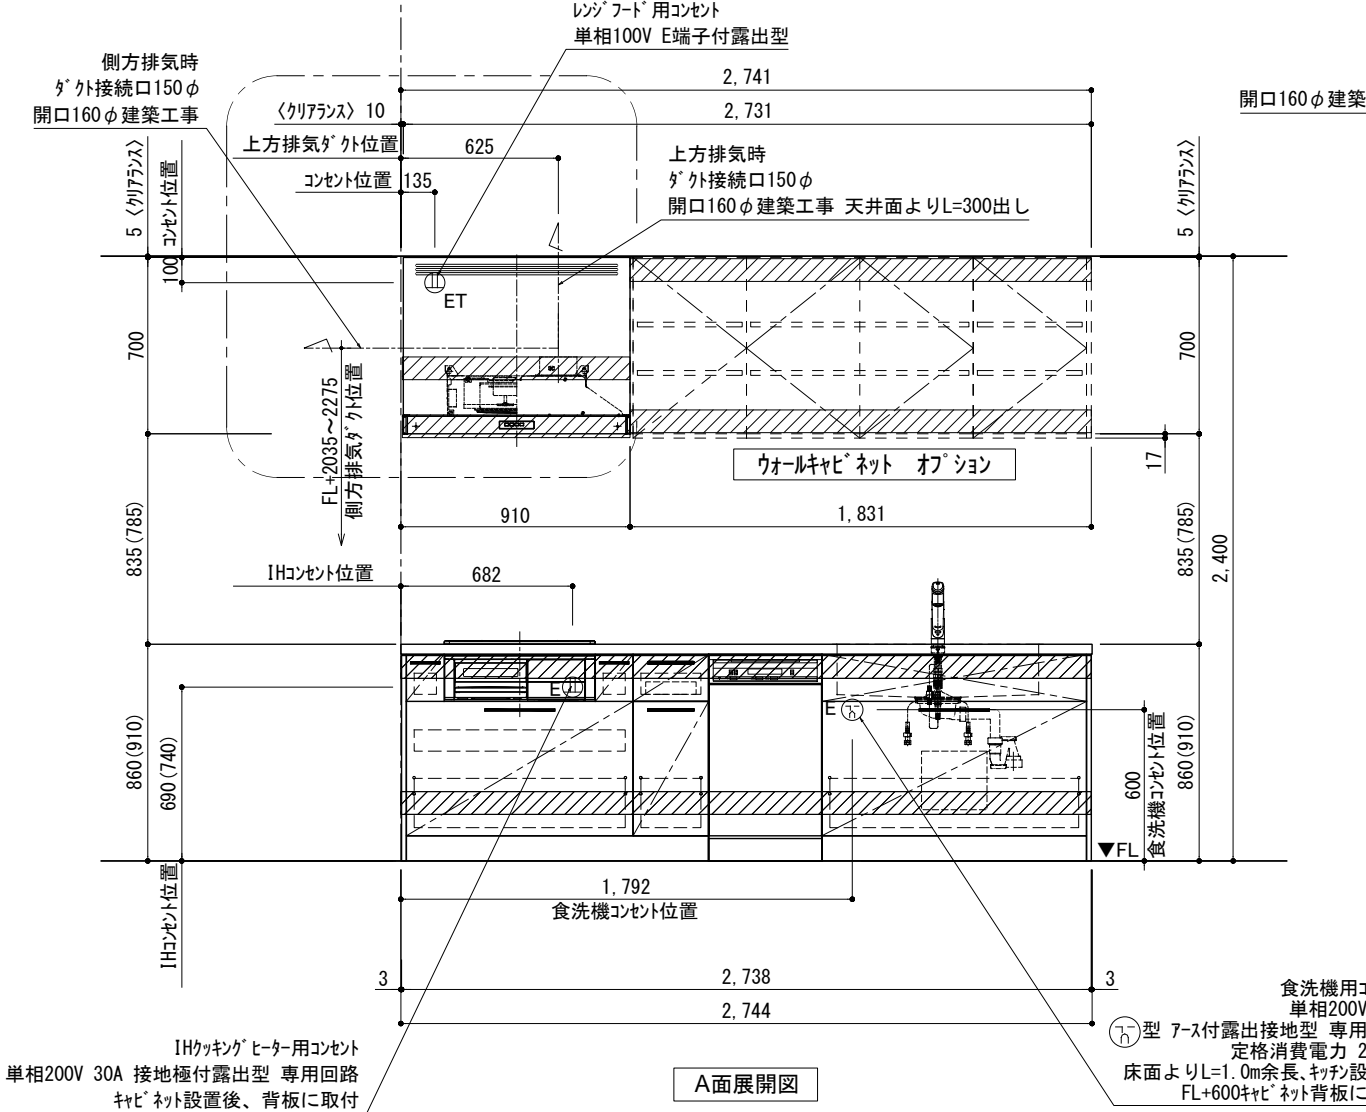 レンジフード用コンセント
単相100V E端子付露出型
側方排気時
ダクト接続口150φ
開口160φ建築工事
2,741
〈クリアランス〉 10
2,731
開口160φ建築
上方排気ダクト位置
625
上方排気時
ダクト接続口150φ
開口160φ建築工事 天井面よりL=300出し
コンセント位置
135
5 〈クリアランス〉
コンセント位置
100
5 〈クリアランス〉
ET
700
700
FL+2035～2275
側方排気ダクト位置
ウォールキャビネット オプション
17
910
1,831
835(785)
835(785)
2,400
IHコンセント位置
682
E
E
860(910)
690(740)
600
食洗機コンセント位置
860(910)
▼FL
IHコンセント位置
1,792
食洗機コンセント位置
3
2,738
3
2,744
IHクッキングヒーター用コンセント
単相200V 30A 接地極付露出型 専用回路
キャビネット設置後、背板に取付
A面展開図
食洗機用コ
単相200V
型 アース付露出接地型 専用
定格消費電力 2
床面よりL=1.0m余長、キッチン設
FL+600キャビネット背板に